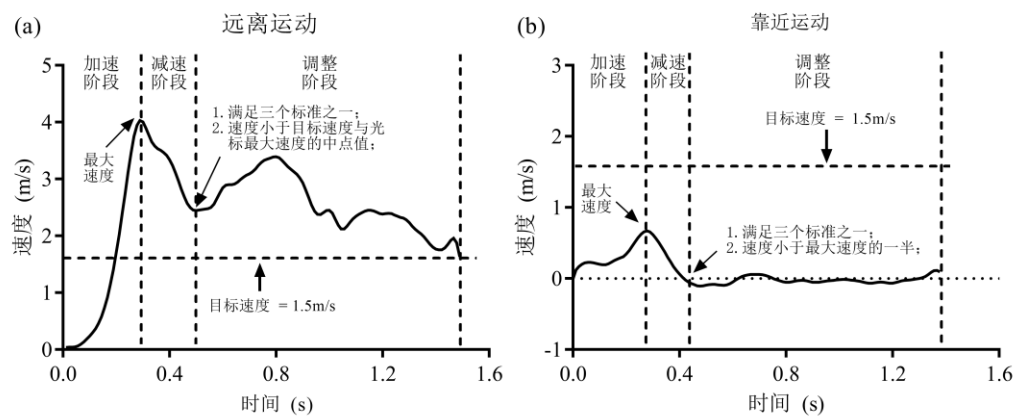 (a)
远离运动
加速
阶段
减速
阶段
调整
阶段
1. 满足三个标准之一；
2. 速度小于目标速度与光
标最大速度的中点值；
最大
速度
目标速度 = 1.5m/s
速度 (m/s)
5
4
3
2
1
0
0.0
0.4
0.8
1.2
1.6
时间 (s)
(b)
靠近运动
加速
阶段
减速
阶段
调整
阶段
目标速度 = 1.5m/s
最大
速度
1. 满足三个标准之一；
2. 速度小于最大速度的一半；
速度 (m/s)
3
2
1
0
-1
0.0
0.4
0.8
1.2
1.6
时间 (s)